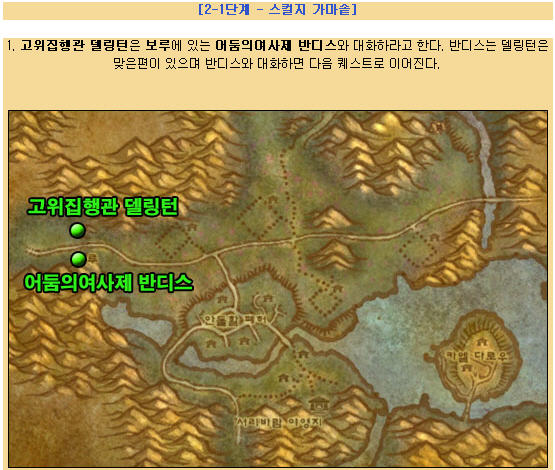 [2-1단계 - 스컬지 가마솥]
1. 고위집행관 델링턴은 보루에 있는 어둠의여사제 반디스와 대화하라고 한다. 반디스는 델링턴은
맞은편이 있으며 반디스와 대화하면 다음 퀘스트로 이어진다.
고위집행관 델링턴
어둠의여사제 반디스
안돌할 폐허
카엘 다로우
서리바람 야영지